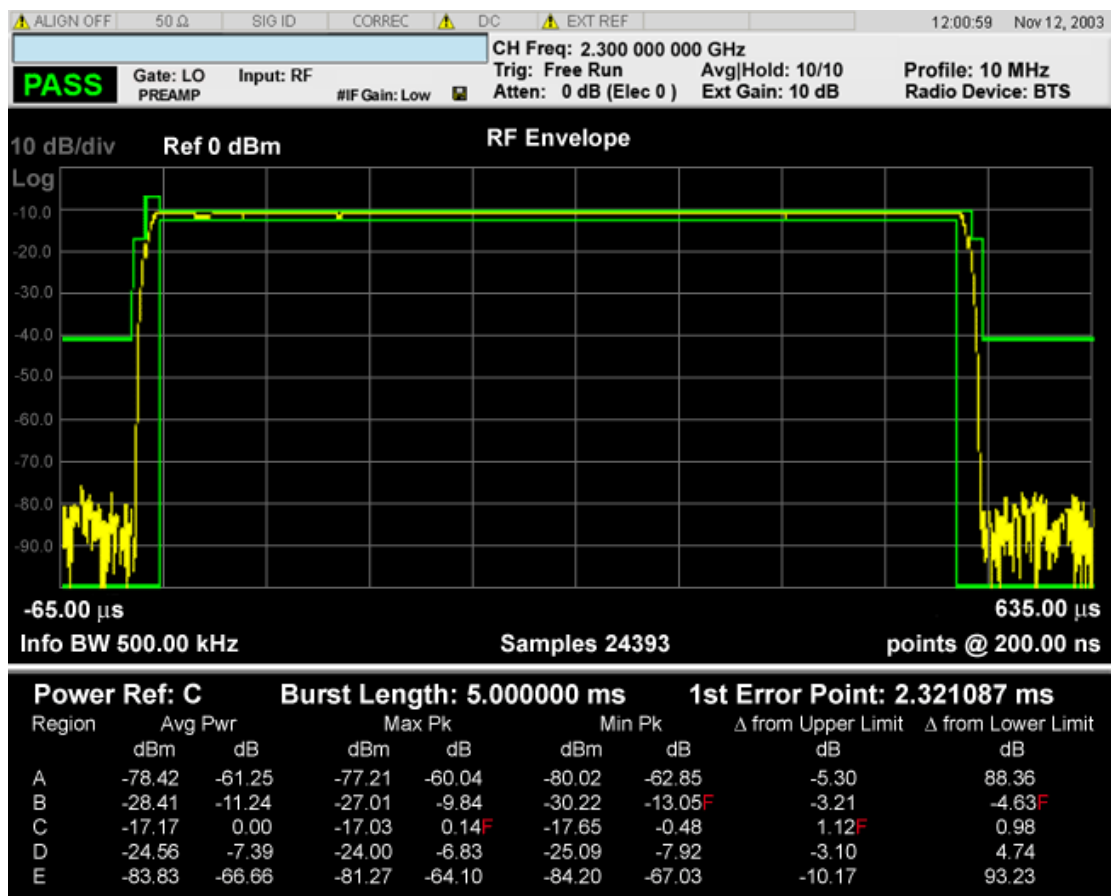 ALIGN OFF 50 Ω SIG ID CORREC DC EXT REF 12:00:59 Nov 12, 2003
CH Freq: 2.300 000 000 GHz
PASS Gate: LO Input: RF Trig: Free Run Avg|Hold: 10/10 Profile: 10 MHz
PREAMP #IF Gain: Low Atten: 0 dB (Elec 0 ) Ext Gain: 10 dB Radio Device: BTS
10 dB/div Ref 0 dBm RF Envelope
Log
-10.0
-20.0
-30.0
-40.0
-50.0
-60.0
-70.0
-80.0
-90.0
-65.00 µs 635.00 µs
Info BW 500.00 kHz Samples 24393 points @ 200.00 ns
Power Ref: C Burst Length: 5.000000 ms 1st Error Point: 2.321087 ms
Region Avg Pwr Max Pk Min Pk Δ from Upper Limit Δ from Lower Limit
dBm dB dBm dB dBm dB dB dB
A -78.42 -61.25 -77.21 -60.04 -80.02 -62.85 -5.30 88.36
B -28.41 -11.24 -27.01 -9.84 -30.22 -13.05F -3.21 -4.63F
C -17.17 0.00 -17.03 0.14F -17.65 -0.48 1.12F 0.98
D -24.56 -7.39 -24.00 -6.83 -25.09 -7.92 -3.10 4.74
E -83.83 -66.66 -81.27 -64.10 -84.20 -67.03 -10.17 93.23